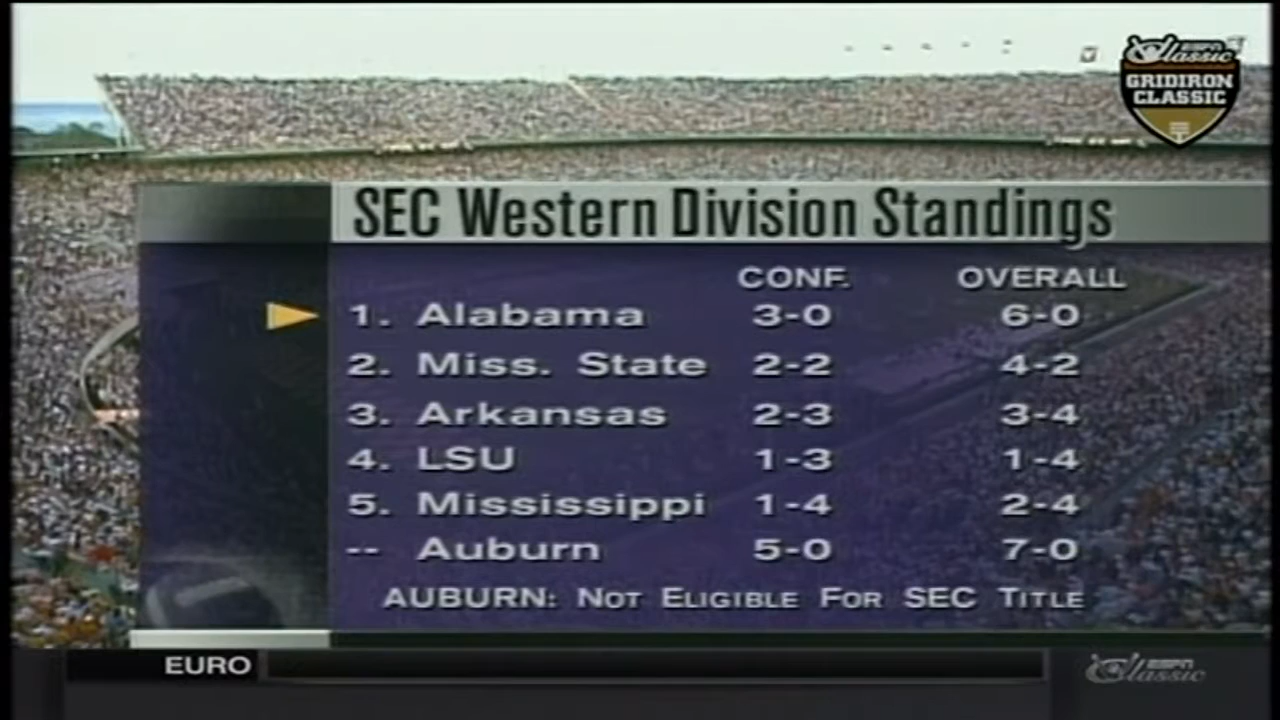 ESPN
Classic
GRIDIRON
CLASSIC
SEC Western Division Standings
CONF. OVERALL
1. Alabama 3-0 6-0
2. Miss. State 2-2 4-2
3. Arkansas 2-3 3-4
4. LSU 1-3 1-4
5. Mississippi 1-4 2-4
-- Auburn 5-0 7-0
AUBURN: NOT ELIGIBLE FOR SEC TITLE
EURO
ESPN
Classic